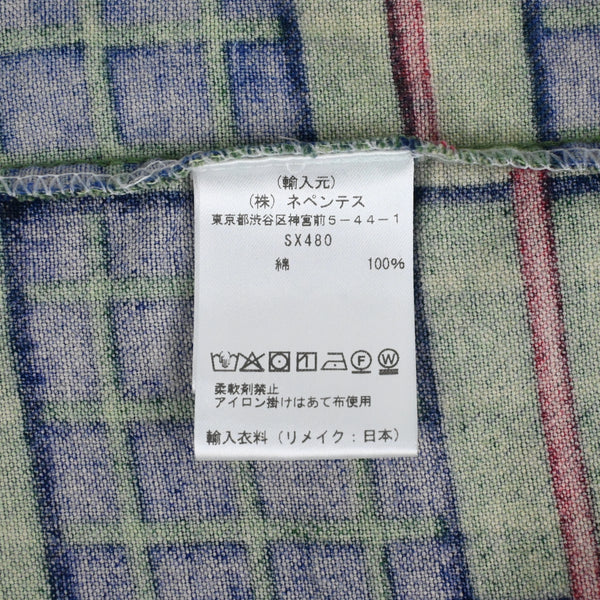 (輸入元)
(株) ネペンテス
東京都渋谷区神宮前5-44-1
SX480
綿 100%
柔軟剤禁止
アイロン掛けはあて布使用
輸入衣料 (リメイク:日本)